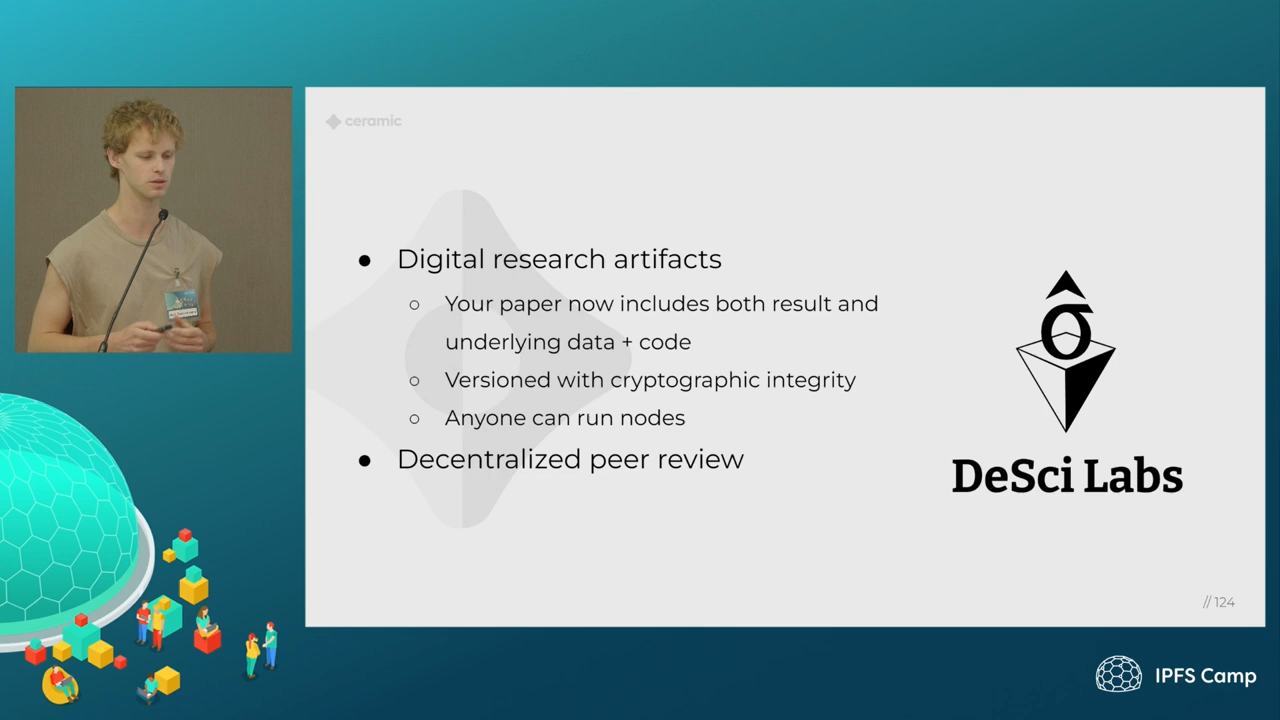 ceramic
● Digital research artifacts
○ Your paper now includes both result and
underlying data + code
○ Versioned with cryptographic integrity
○ Anyone can run nodes
● Decentralized peer review
DeSci Labs
// 124
IPFS Camp